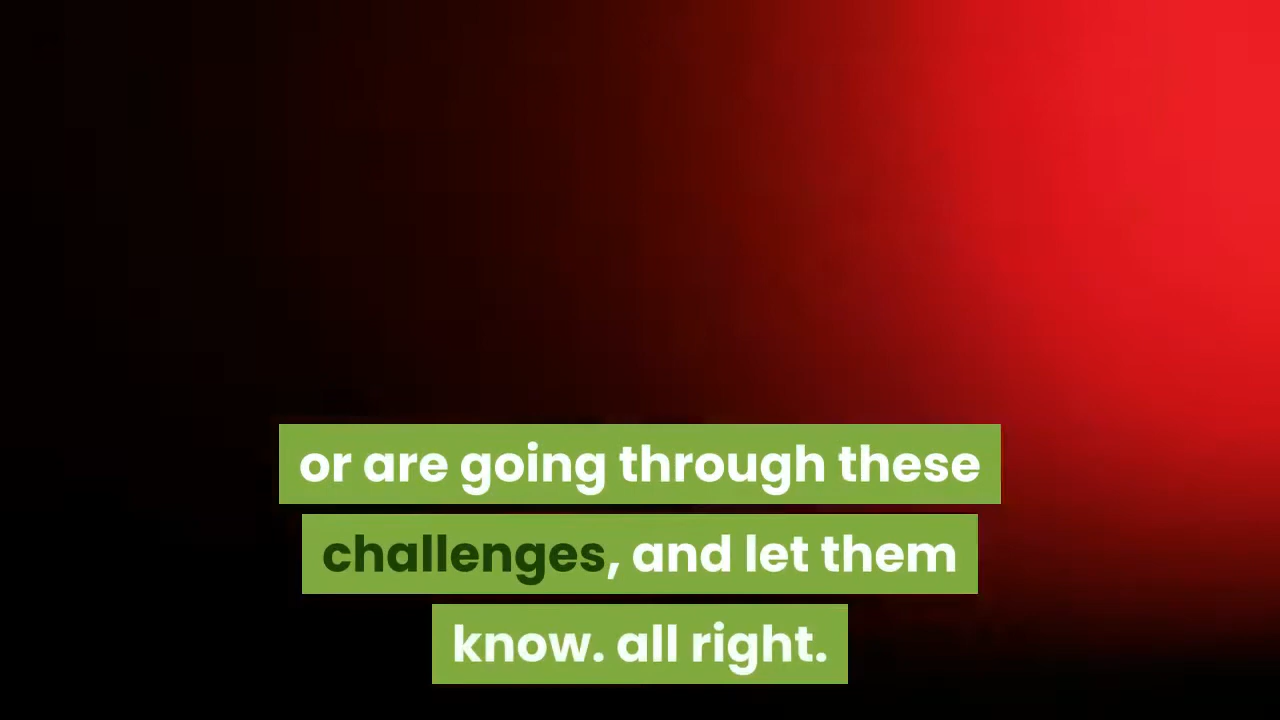 or are going through these
challenges, and let them
know. all right.